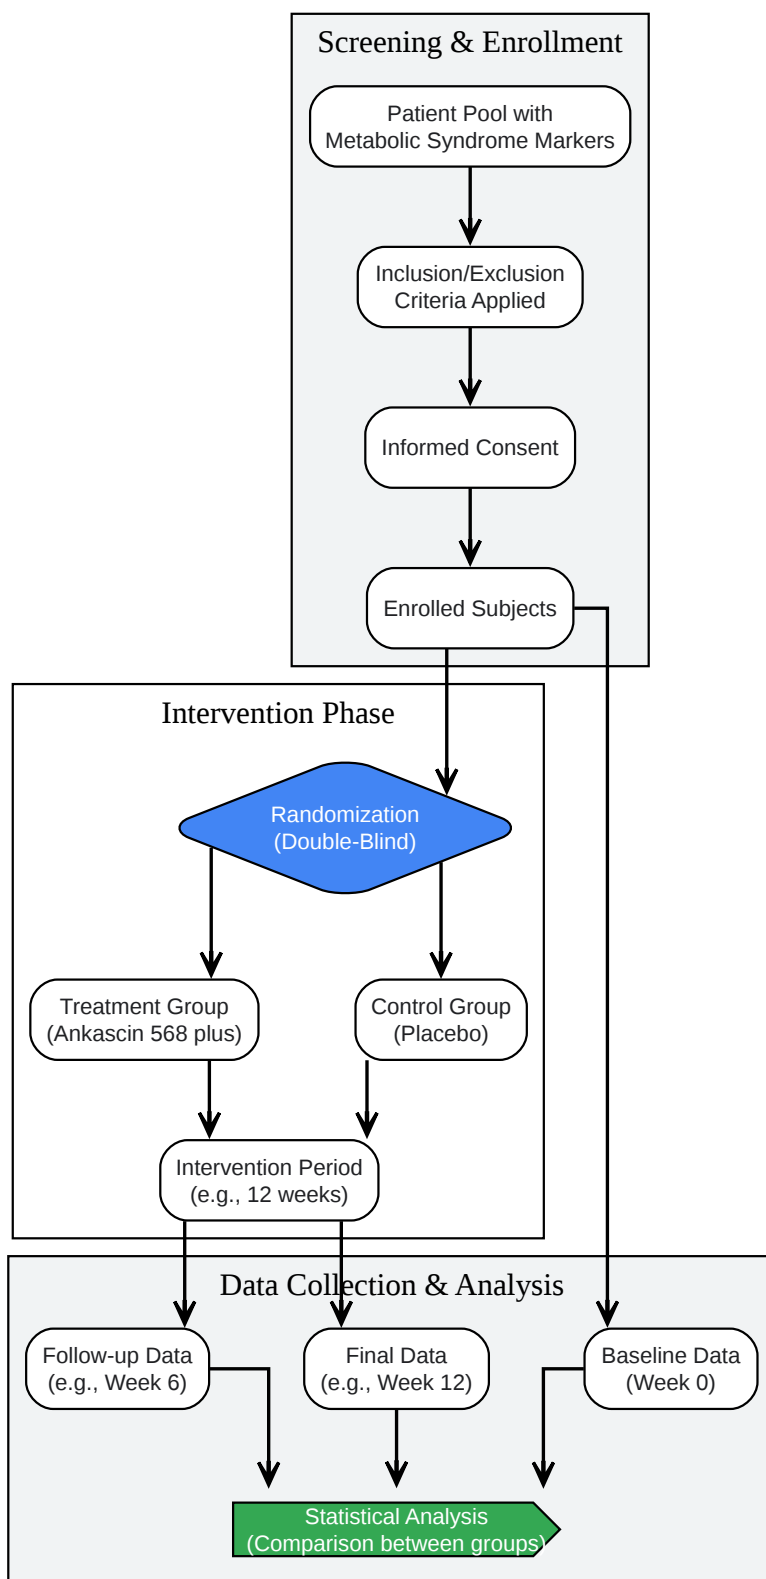 Screening & Enrollment
Patient Pool with
Metabolic Syndrome Markers
Inclusion/Exclusion
Criteria Applied
Informed Consent
Enrolled Subjects
Intervention Phase
Randomization
(Double-Blind)
Treatment Group
(Ankascin 568 plus)
Control Group
(Placebo)
Intervention Period
(e.g., 12 weeks)
Data Collection & Analysis
Follow-up Data
(e.g., Week 6)
Final Data
(e.g., Week 12)
Baseline Data
(Week 0)
Statistical Analysis
(Comparison between groups)